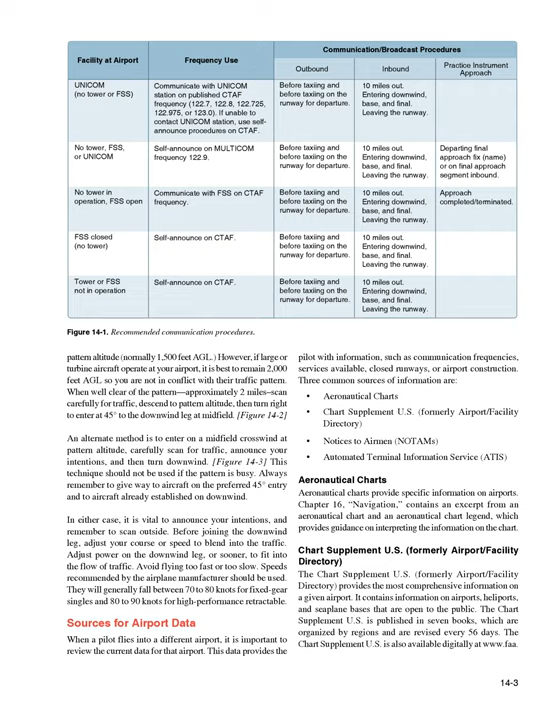 Facility at Airport
Frequency Use
Communication/Broadcast Procedures
Outbound
Inbound
Practice Instrument
Approach
UNICOM
(no tower or FSS)
Communicate with UNICOM
station on published CTAF
frequency (122.7, 122.8, 122.725,
122.975, or 123.0). If unable to
contact UNICOM station, use self-
announce procedures on CTAF.
Before taxiing and
before taxiing on the
runway for departure.
10 miles out.
Entering downwind,
base, and final.
Leaving the runway.
No tower, FSS,
or UNICOM
Self-announce on MULTICOM
frequency 122.9.
Before taxiing and
before taxiing on the
runway for departure.
10 miles out.
Entering downwind,
base, and final.
Leaving the runway.
Departing final
approach fix (name)
or on final approach
segment inbound.
No tower in
operation, FSS open
Communicate with FSS on CTAF
frequency.
Before taxiing and
before taxiing on the
runway for departure.
10 miles out.
Entering downwind,
base, and final.
Leaving the runway.
Approach
completed/terminated.
FSS closed
(no tower)
Self-announce on CTAF.
Before taxiing and
before taxiing on the
runway for departure.
10 miles out.
Entering downwind,
base, and final.
Leaving the runway.
Tower or FSS
not in operation
Self-announce on CTAF.
Before taxiing and
before taxiing on the
runway for departure.
10 miles out.
Entering downwind,
base, and final.
Leaving the runway.
Figure 14-1. Recommended communication procedures.
pattern altitude (normally 1,500 feet AGL.) However, if large or
turbine aircraft operate at your airport, it is best to remain 2,000
feet AGL so you are not in conflict with their traffic pattern.
When well clear of the pattern—approximately 2 miles–scan
carefully for traffic, descend to pattern altitude, then turn right
to enter at 45° to the downwind leg at midfield. [Figure 14-2]
An alternate method is to enter on a midfield crosswind at
pattern altitude, carefully scan for traffic, announce your
intentions, and then turn downwind. [Figure 14-3] This
technique should not be used if the pattern is busy. Always
remember to give way to aircraft on the preferred 45° entry
and to aircraft already established on downwind.
In either case, it is vital to announce your intentions, and
remember to scan outside. Before joining the downwind
leg, adjust your course or speed to blend into the traffic.
Adjust power on the downwind leg, or sooner, to fit into
the flow of traffic. Avoid flying too fast or too slow. Speeds
recommended by the airplane manufacturer should be used.
They will generally fall between 70 to 80 knots for fixed-gear
singles and 80 to 90 knots for high-performance retractable.
Sources for Airport Data
When a pilot flies into a different airport, it is important to
review the current data for that airport. This data provides the
pilot with information, such as communication frequencies,
services available, closed runways, or airport construction.
Three common sources of information are:
• Aeronautical Charts
• Chart Supplement U.S. (formerly Airport/Facility
Directory)
• Notices to Airmen (NOTAMs)
• Automated Terminal Information Service (ATIS)
Aeronautical Charts
Aeronautical charts provide specific information on airports.
Chapter 16, “Navigation,” contains an excerpt from an
aeronautical chart and an aeronautical chart legend, which
provides guidance on interpreting the information on the chart.
Chart Supplement U.S. (formerly Airport/Facility
Directory)
The Chart Supplement U.S. (formerly Airport/Facility
Directory) provides the most comprehensive information on
a given airport. It contains information on airports, heliports,
and seaplane bases that are open to the public. The Chart
Supplement U.S. is published in seven books, which are
organized by regions and are revised every 56 days. The
Chart Supplement U.S. is also available digitally at www.faa.
14-3